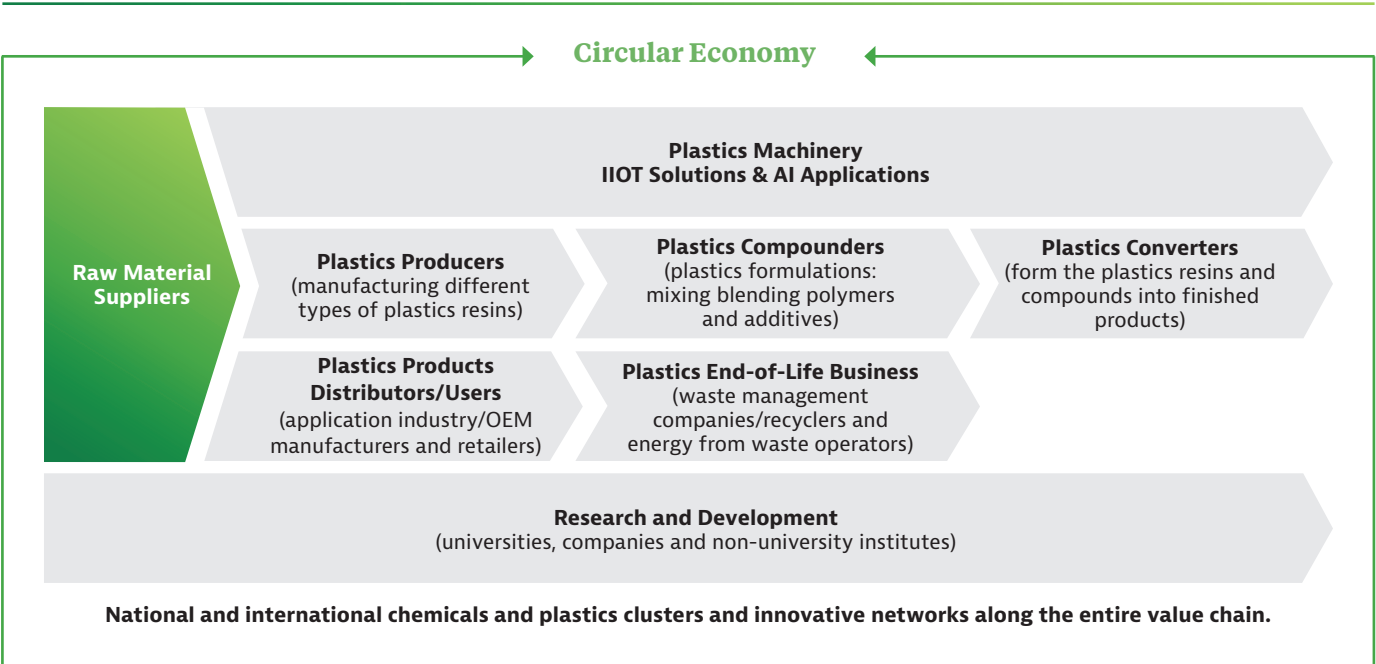 Circular Economy
Plastics Machinery
IIOT Solutions & AI Applications
Raw Material
Suppliers
Plastics Producers
(manufacturing different
types of plastics resins)
Plastics Compounders
(plastics formulations:
mixing blending polymers
and additives)
Plastics Converters
(form the plastics resins and
compounds into finished
products)
Plastics Products
Distributors/Users
(application industry/OEM
manufacturers and retailers)
Plastics End-of-Life Business
(waste management
companies/recyclers and
energy from waste operators)
Research and Development
(universities, companies and non-university institutes)
National and international chemicals and plastics clusters and innovative networks along the entire value chain.